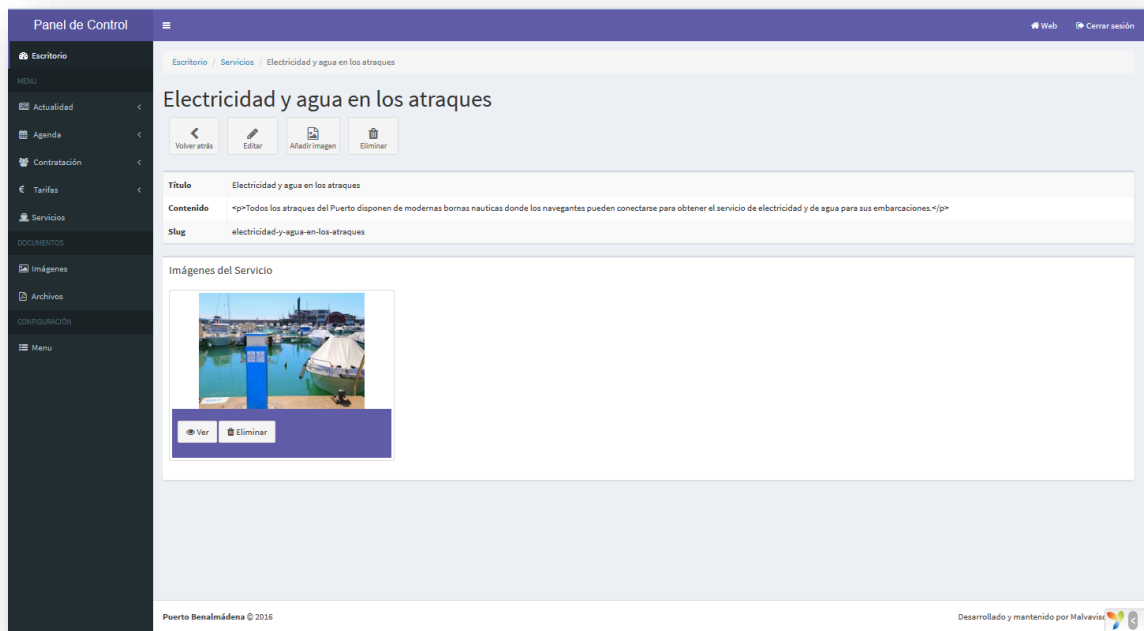 Panel de Control
Web
Cerrar sesión
Escritorio
MENU
Actualidad
Agenda
Contratación
€ Tarifas
Servicios
DOCUMENTOS
Imágenes
Archivos
CONFIGURACIÓN
Menu
Escritorio / Servicios / Electricidad y agua en los atraques
Electricidad y agua en los atraques
Volver atrás
Editar
Añadir imagen
Eliminar
Título Electricidad y agua en los atraques
Contenido <p>Todos los atraques del Puerto disponen de modernas bornas nauticas donde los navegantes pueden conectarse para obtener el servicio de electricidad y de agua para sus embarcaciones.</p>
Slug electricidad-y-agua-en-los-atraques
Imágenes del Servicio
Ver
Eliminar
Puerto Benalmádena © 2016
Desarrollado y mantenido por